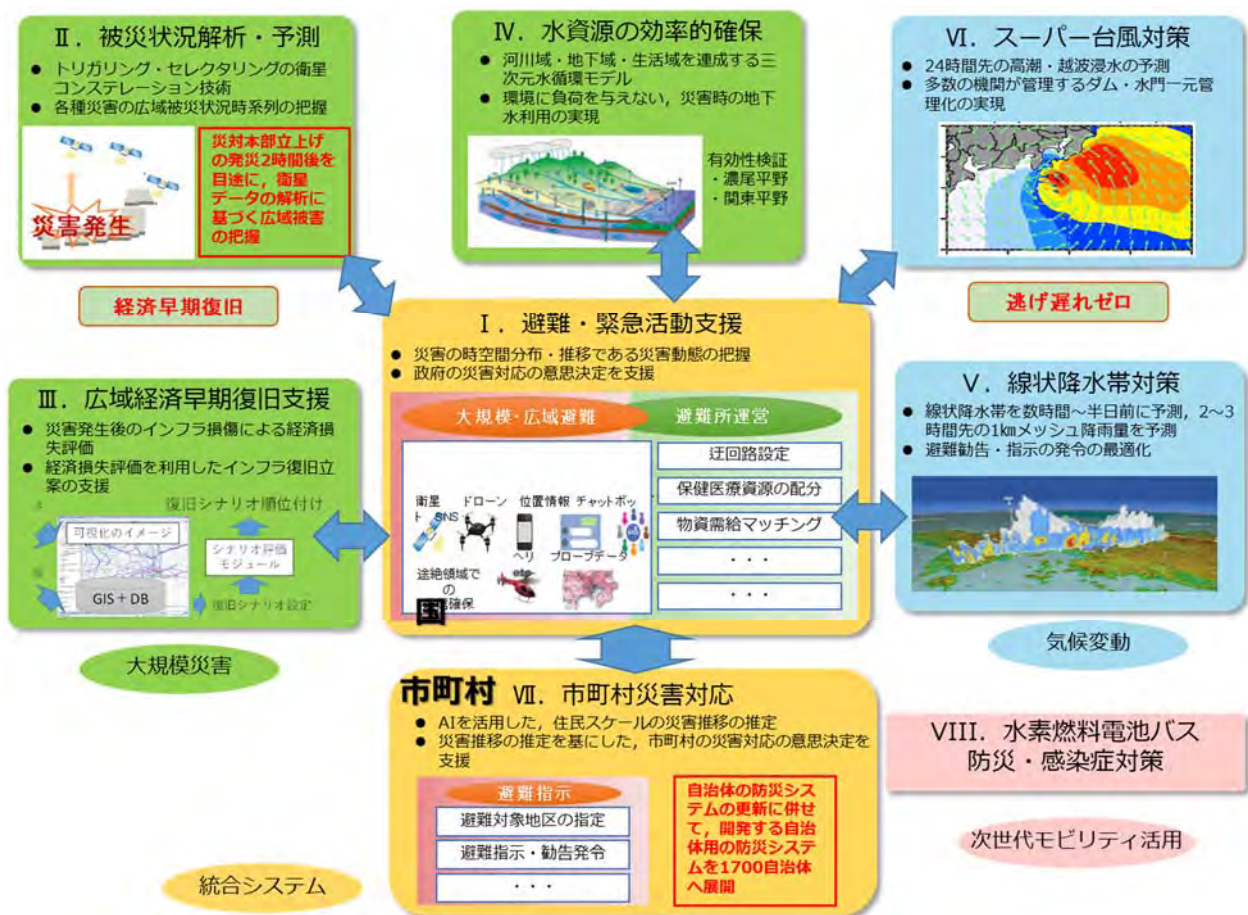 Ⅱ．被災状況解析・予測
● トリガリング・セレクタリングの衛星
コンステレーション技術
● 各種災害の広域被災状況時系列の把握
災害発生
災対本部立上げ
の発災2時間後を
目途に，衛星
データの解析に
基づく広域被害
の把握
経済早期復旧
Ⅳ．水資源の効率的確保
● 河川域・地下域・生活域を連成する三
次元水循環モデル
● 環境に負荷を与えない，災害時の地下
水利用の実現
有効性検証
・濃尾平野
・関東平野
Ⅵ．スーパー台風対策
● 24時間先の高潮・越波浸水の予測
● 多数の機関が管理するダム・水門一元管
理化の実現
逃げ遅れゼロ
Ⅰ．避難・緊急活動支援
● 災害の時空間分布・推移である災害動態の把握
● 政府の災害対応の意思決定を支援
大規模・広域避難
避難所運営
衛星
ドローン
位置情報
チャットボッ
ト
SNS
ヘリ
プローブデータ
etc
途絶領域で
の
確保
国
迂回路設定
保健医療資源の配分
物資需給マッチング
・・・
・・・
Ⅲ．広域経済早期復旧支援
● 災害発生後のインフラ損傷による経済損
失評価
● 経済損失評価を利用したインフラ復旧立
案の支援
復旧シナリオ順位付け
可視化のイメージ
シナリオ評価
モジュール
GIS＋DB
復旧シナリオ設定
大規模災害
Ⅴ．線状降水帯対策
● 線状降水帯を数時間～半日前に予測，2～3
時間先の1㎞メッシュ降雨量を予測
● 避難勧告・指示の発令の最適化
気候変動
市町村 Ⅶ．市町村災害対応
● AIを活用した，住民スケールの災害推移の推定
● 災害推移の推定を基にした，市町村の災害対応の意思決定を
支援
避難指示
避難対象地区の指定
避難指示・勧告発令
・・・
自治体の防災シス
テムの更新に併せ
て，開発する自治
体用の防災システ
ムを1700自治体
へ展開
統合システム
VIII．水素燃料電池バス
防災・感染症対策
次世代モビリティ活用